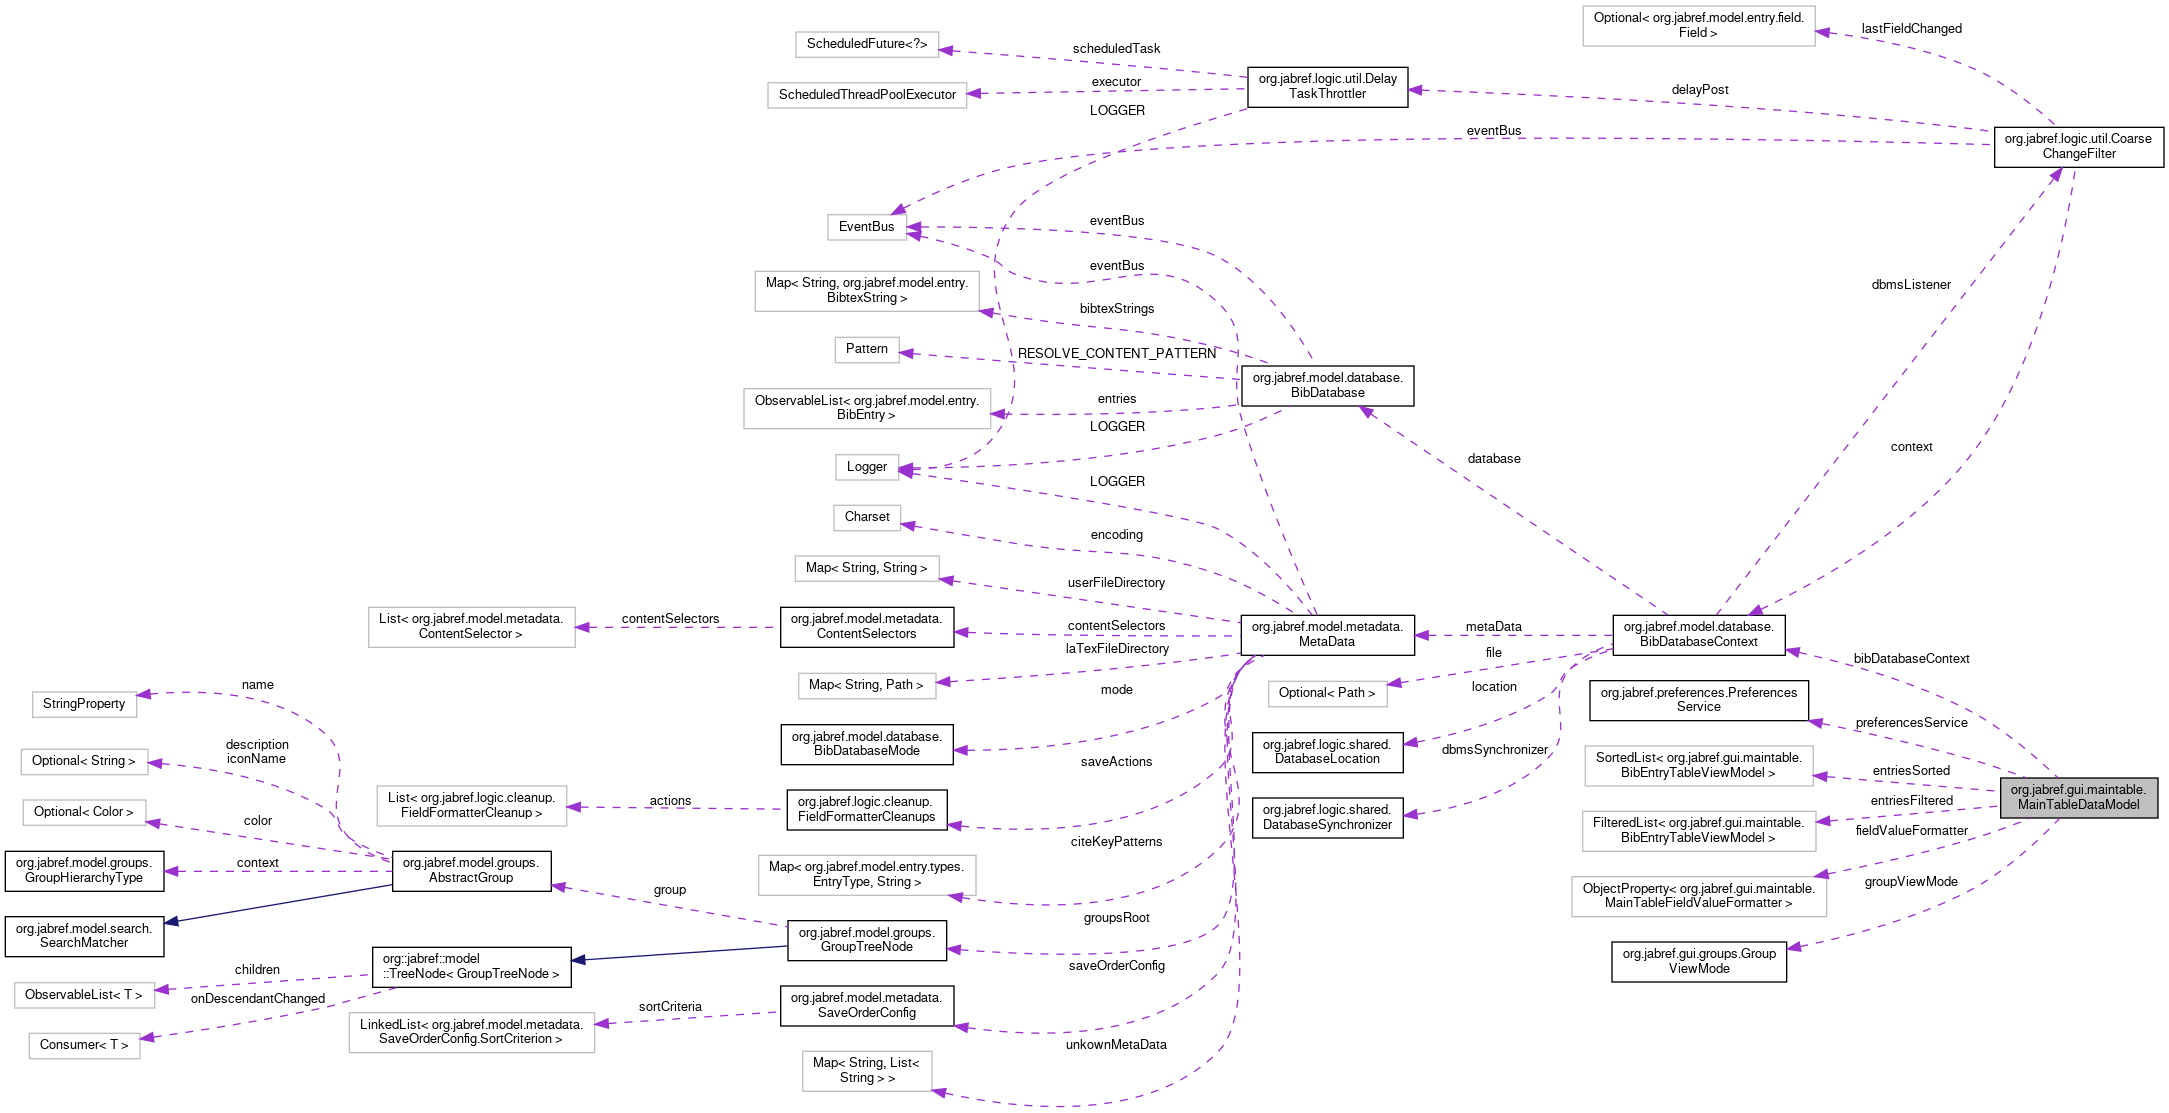 Optional< org.jabref.model.entry.field.
Field >
lastFieldChanged
ScheduledFuture<?>
scheduledTask
org.jabref.logic.util.Delay
TaskThrottler
executor
ScheduledThreadPoolExecutor
delayPost
LOGGER
eventBus
org.jabref.logic.util.Coarse
ChangeFilter
EventBus
eventBus
eventBus
Map< String, org.jabref.model.entry.
BibtexString >
dbmsListener
bibtexStrings
Pattern
RESOLVE_CONTENT_PATTERN
org.jabref.model.database.
BibDatabase
ObservableList< org.jabref.model.entry.
BibEntry >
entries
LOGGER
context
Logger
database
LOGGER
Charset
encoding
Map< String, String >
userFileDirectory
List< org.jabref.model.metadata.
ContentSelector >
contentSelectors
org.jabref.model.metadata.
ContentSelectors
contentSelectors
org.jabref.model.metadata.
MetaData
metaData
org.jabref.model.database.
BibDatabaseContext
laTexFileDirectory
file
bibDatabaseContext
Map< String, Path >
mode
Optional< Path >
location
org.jabref.preferences.Preferences
Service
name
StringProperty
preferencesService
description
iconName
Optional< String >
org.jabref.model.database.
BibDatabaseMode
org.jabref.logic.shared.
DatabaseLocation
dbmsSynchronizer
SortedList< org.jabref.gui.maintable.
BibEntryTableViewModel >
entriesSorted
saveActions
org.jabref.gui.maintable.
MainTableDataModel
Optional< Color >
color
List< org.jabref.logic.cleanup.
FieldFormatterCleanup >
actions
org.jabref.logic.cleanup.
FieldFormatterCleanups
org.jabref.logic.shared.
DatabaseSynchronizer
entriesFiltered
FilteredList< org.jabref.gui.maintable.
BibEntryTableViewModel >
fieldValueFormatter
citeKeyPatterns
org.jabref.model.groups.
GroupHierarchyType
context
org.jabref.model.groups.
AbstractGroup
Map< org.jabref.model.entry.types.
EntryType, String >
groupViewMode
ObjectProperty< org.jabref.gui.maintable.
MainTableFieldValueFormatter >
group
groupsRoot
org.jabref.model.search.
SearchMatcher
org.jabref.model.groups.
GroupTreeNode
org::jabref::model
::TreeNode< GroupTreeNode >
org.jabref.gui.groups.Group
ViewMode
children
saveOrderConfig
ObservableList< T >
onDescendantChanged
sortCriteria
org.jabref.model.metadata.
SaveOrderConfig
LinkedList< org.jabref.model.metadata.
SaveOrderConfig.SortCriterion >
Consumer< T >
unkownMetaData
Map< String, List<
String > >